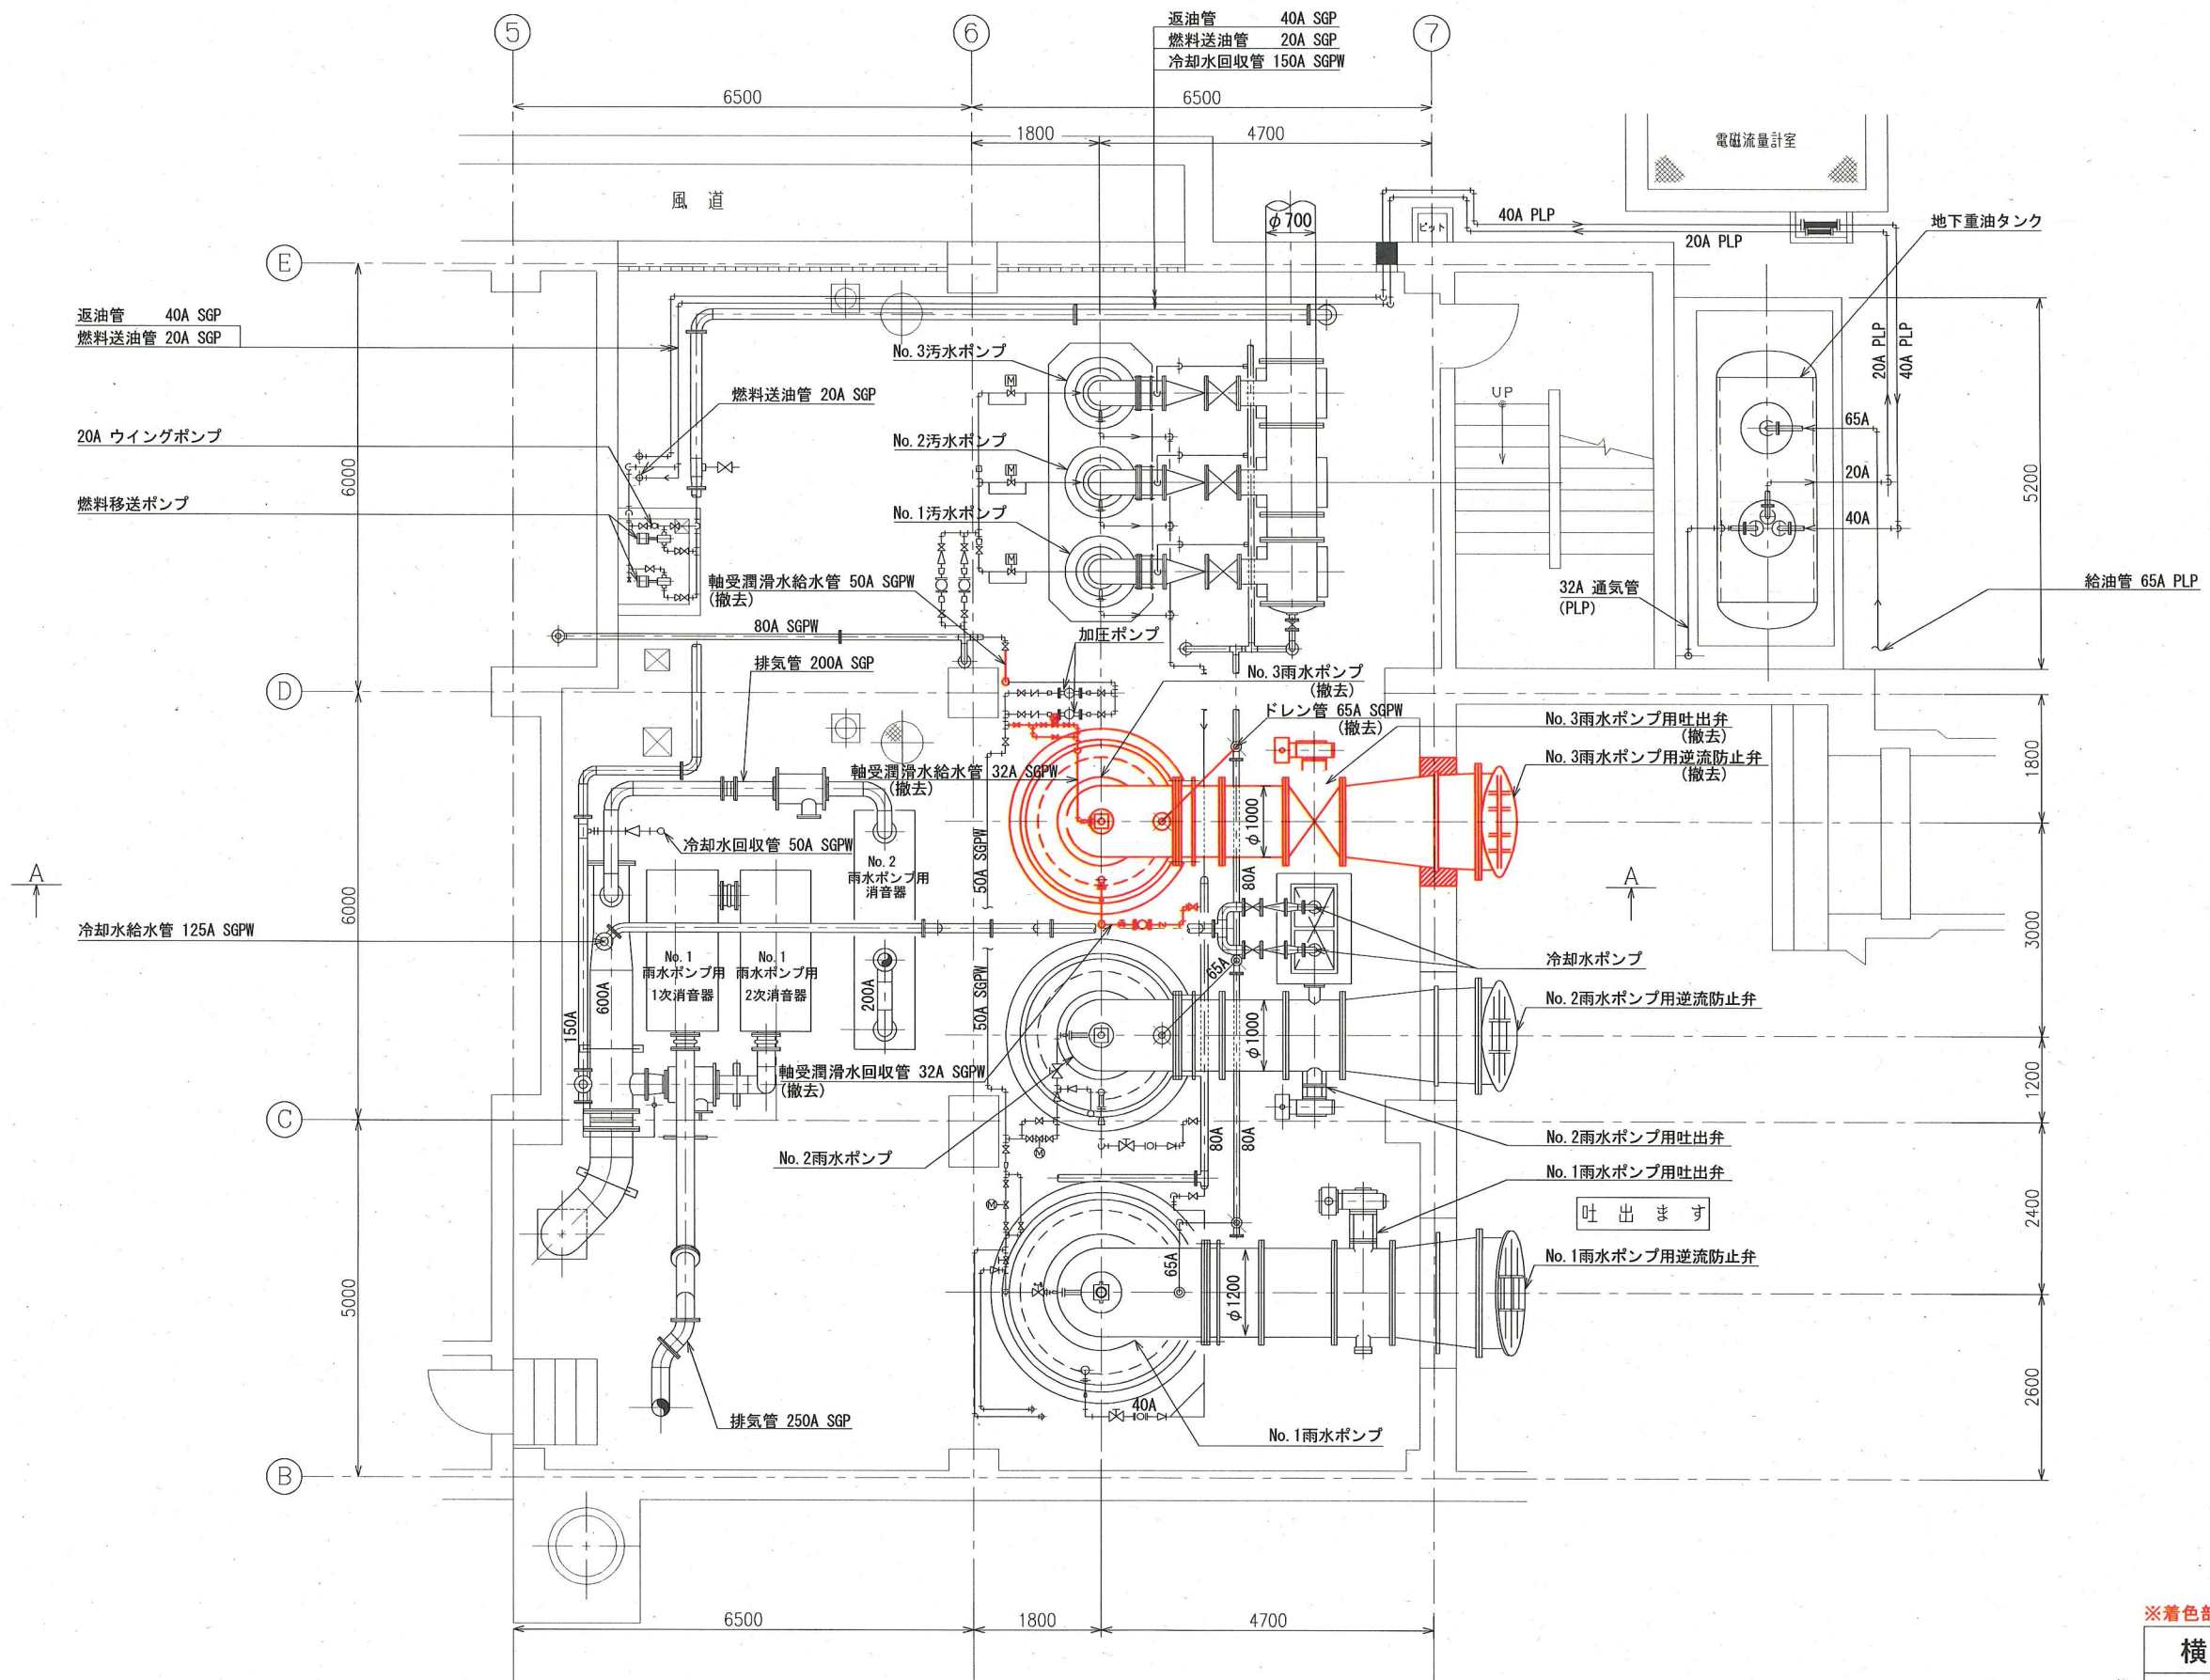 5
6
7
返油管 40A SGP
燃料送油管 20A SGP
冷却水回収管 150A SGPW
6500
6500
1800
4700
電磁流量計室
風 道
φ700
ピット
40A PLP
20A PLP
地下重油タンク
E
返油管 40A SGP
燃料送油管 20A SGP
No.3汚水ポンプ
M
燃料送油管 20A SGP
UP
20A PLP
40A PLP
65A
20A ウイングポンプ
No.2汚水ポンプ
M
20A
6000
5200
燃料移送ポンプ
No.1汚水ポンプ
M
40A
軸受潤滑水給水管 50A SGPW
(撤去)
32A 通気管
(PLP)
給油管 65A PLP
80A SGPW
加圧ポンプ
排気管 200A SGP
No.3雨水ポンプ
(撤去)
D
ドレン管 65A SGPW
(撤去)
No.3雨水ポンプ用吐出弁
(撤去)
No.3雨水ポンプ用逆流防止弁
(撤去)
1800
軸受潤滑水給水管 32A SGPW
(撤去)
φ1000
冷却水回収管 50A SGPW
No.2
雨水ポンプ用
消音器
50A SGPW
80A
A
A
6000
3000
冷却水給水管 125A SGPW
No.1
雨水ポンプ用
1次消音器
No.1
雨水ポンプ用
2次消音器
冷却水ポンプ
65A
600A
200A
50A SGPW
150A
No.2雨水ポンプ用逆流防止弁
φ1000
軸受潤滑水回収管 32A SGPW
(撤去)
1200
C
80A
80A
M
No.2雨水ポンプ
No.2雨水ポンプ用吐出弁
No.1雨水ポンプ用吐出弁
M
吐 出 ま す
2400
No.1雨水ポンプ用逆流防止弁
65A
φ1200
5000
2600
40A
排気管 250A SGP
No.1雨水ポンプ
B
6500
1800
4700
※着色部
横